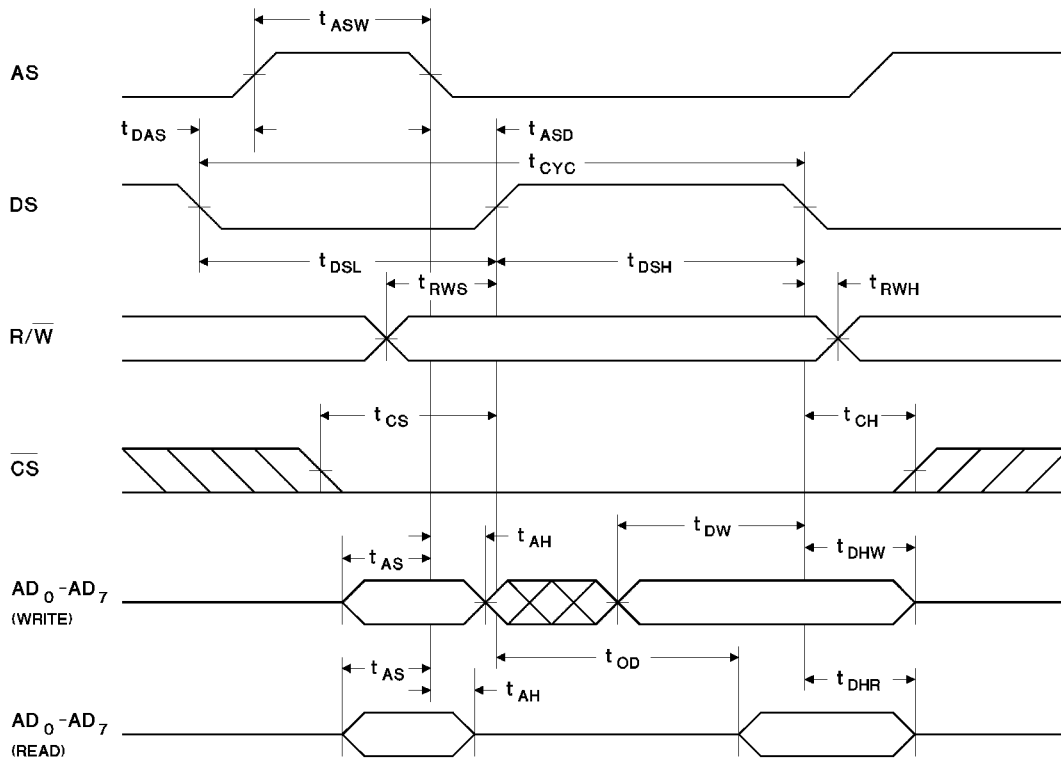 t ASW
AS
t DAS
t ASD
t CYC
DS
t DSL
t DSH
t RWS
t RWH
R/W̅
t CS
t CH
C̅S̅
t DW
t AH
t AS
t DHW
AD 0 -AD 7
(WRITE)
t OD
t AS
t AH
t DHR
AD 0 -AD 7
(READ)